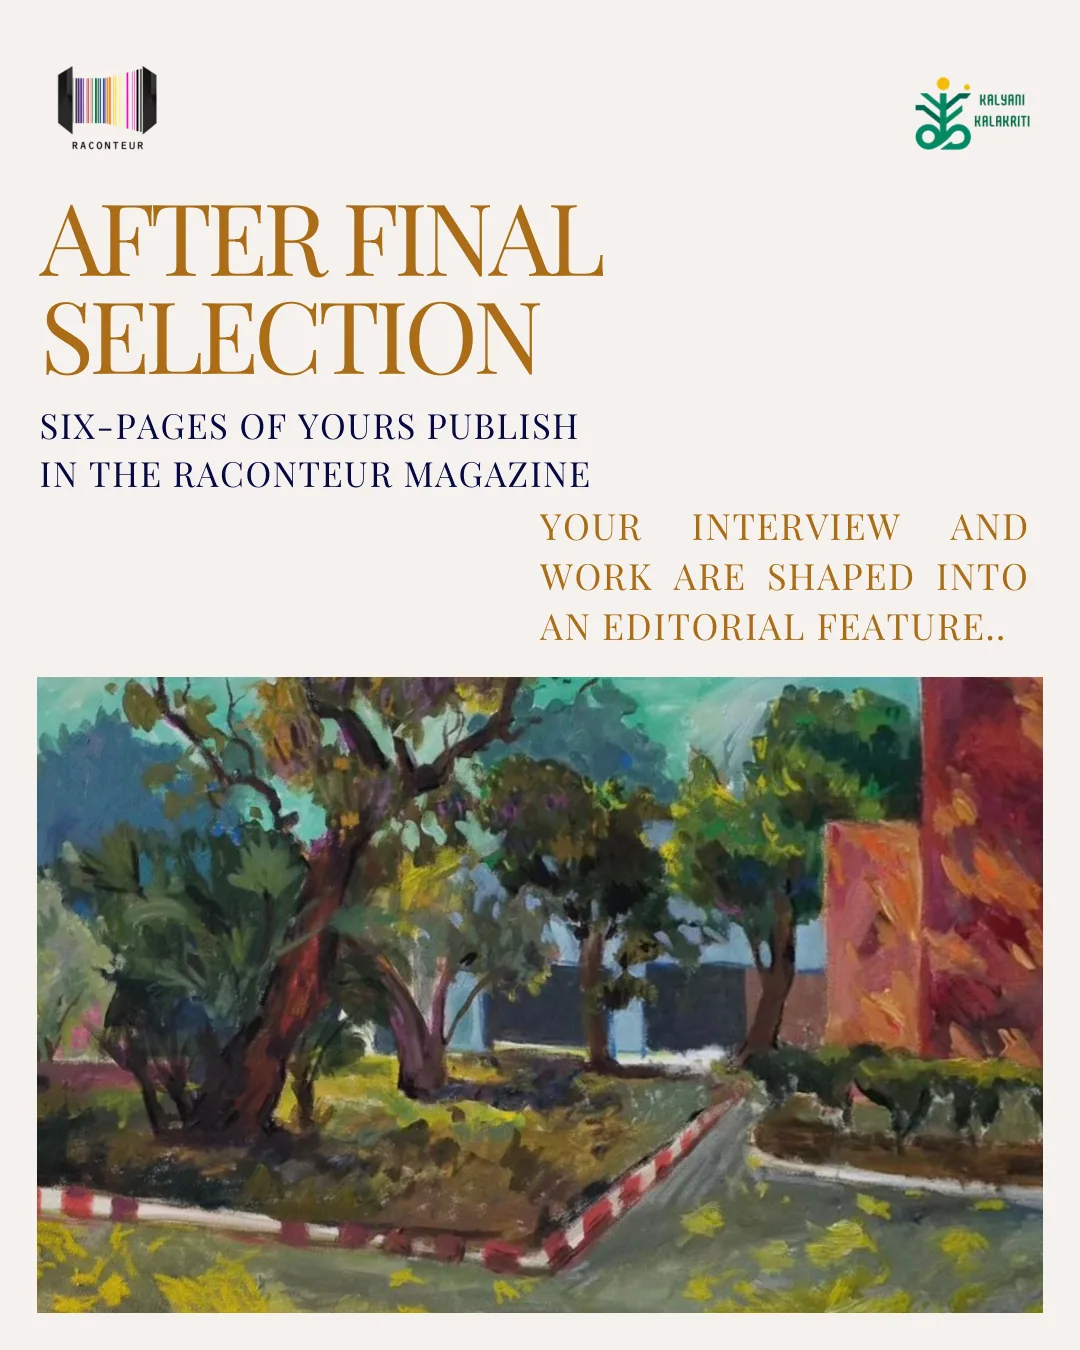 RACONTEUR
KALYANI
KALAKRITI
AFTER FINAL
SELECTION
SIX-PAGES OF YOURS PUBLISH
IN THE RACONTEUR MAGAZINE
YOUR INTERVIEW AND
WORK ARE SHAPED INTO
AN EDITORIAL FEATURE..